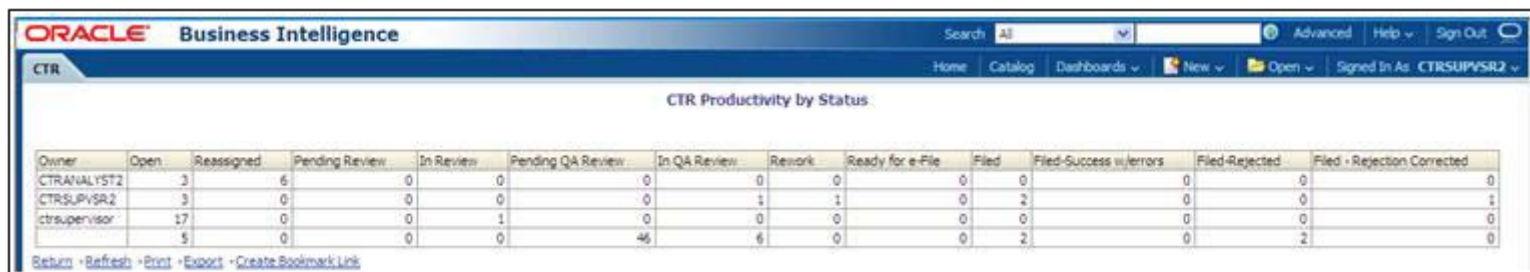 ORACLE Business Intelligence Search All Advanced Help Sign Out
CTR Home Catalog Dashboards New Open Signed In As CTRSUPVSR2
CTR Productivity by Status
Owner Open Reassigned Pending Review In Review Pending QA Review In QA Review Rework Ready for e-File Filed Filed-Success w/errors Filed-Rejected Filed - Rejection Corrected
CTRANALYST2 3 6 0 0 0 0 0 0 0 0 0 0
CTRSUPVSR2 3 0 0 0 0 1 1 0 2 0 0 1
ctrsupervisor 17 0 0 1 0 0 0 0 0 0 0 0
5 0 0 0 46 6 0 0 2 0 2 0
Return - Refresh - Print - Export - Create Bookmark Link